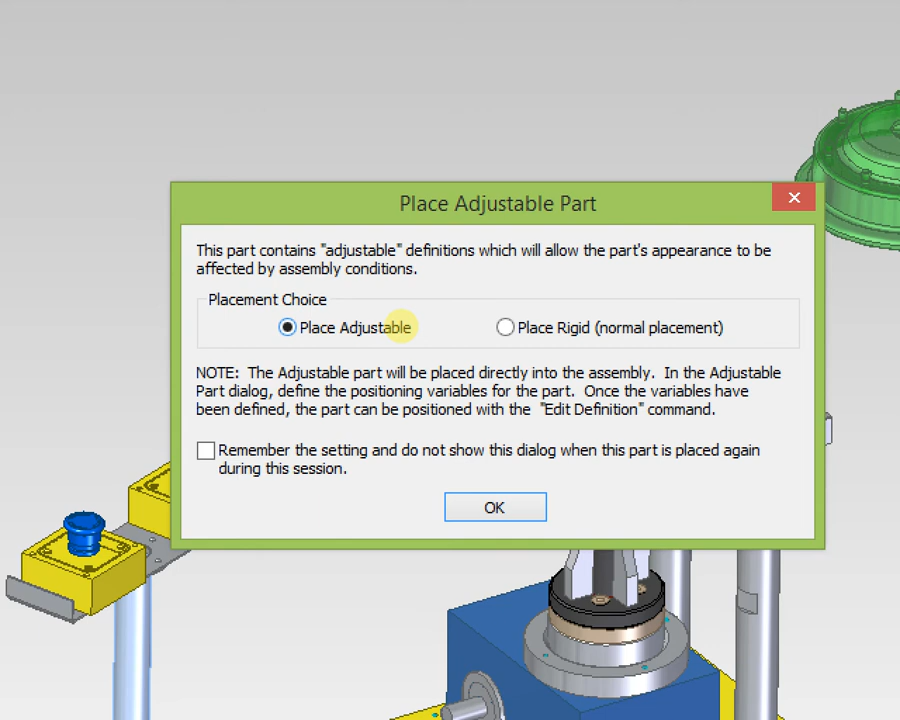 Place Adjustable Part
This part contains "adjustable" definitions which will allow the part's appearance to be
affected by assembly conditions.
Placement Choice
Place Adjustable
Place Rigid (normal placement)
NOTE:  The Adjustable part will be placed directly into the assembly.  In the Adjustable
Part dialog, define the positioning variables for the part.  Once the variables have
been defined, the part can be positioned with the  "Edit Definition" command.
Remember the setting and do not show this dialog when this part is placed again
during this session.
OK